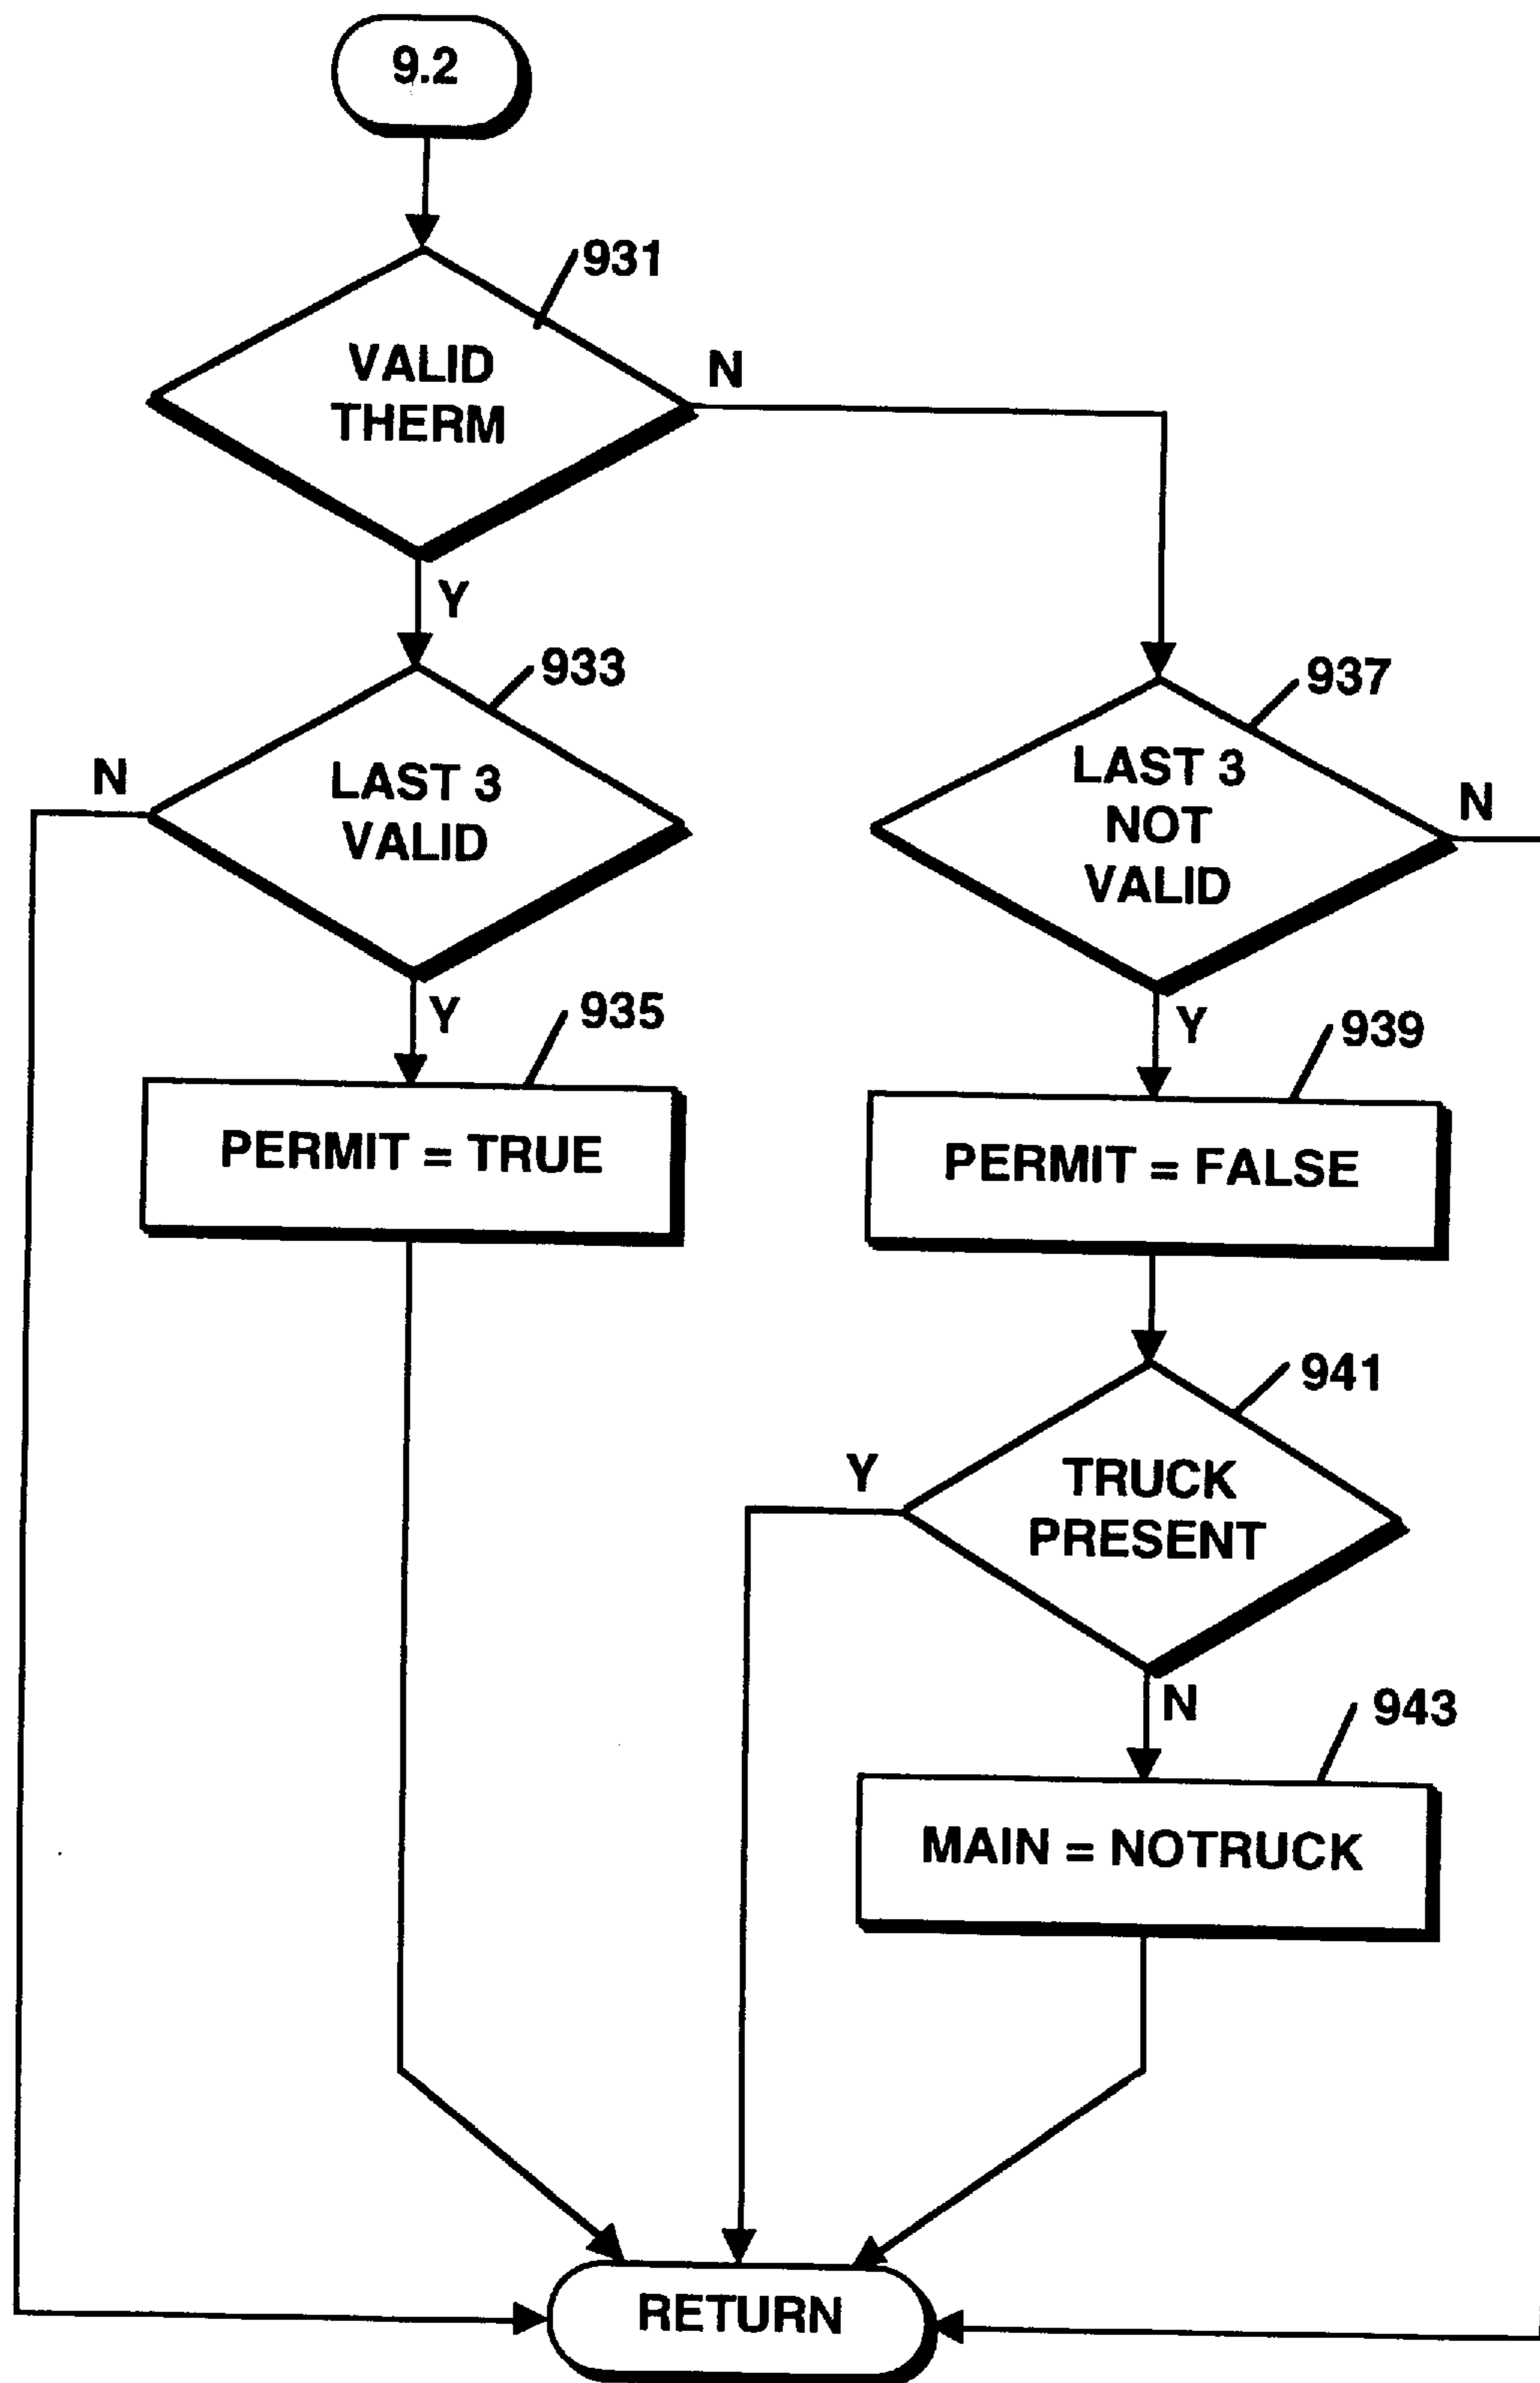 9.2
931
VALID
THERM
N
Y
933
937
N
LAST 3
VALID
LAST 3
NOT
VALID
N
Y
935
Y
939
PERMIT = TRUE
PERMIT = FALSE
941
Y
TRUCK
PRESENT
N
943
MAIN = NOTRUCK
RETURN